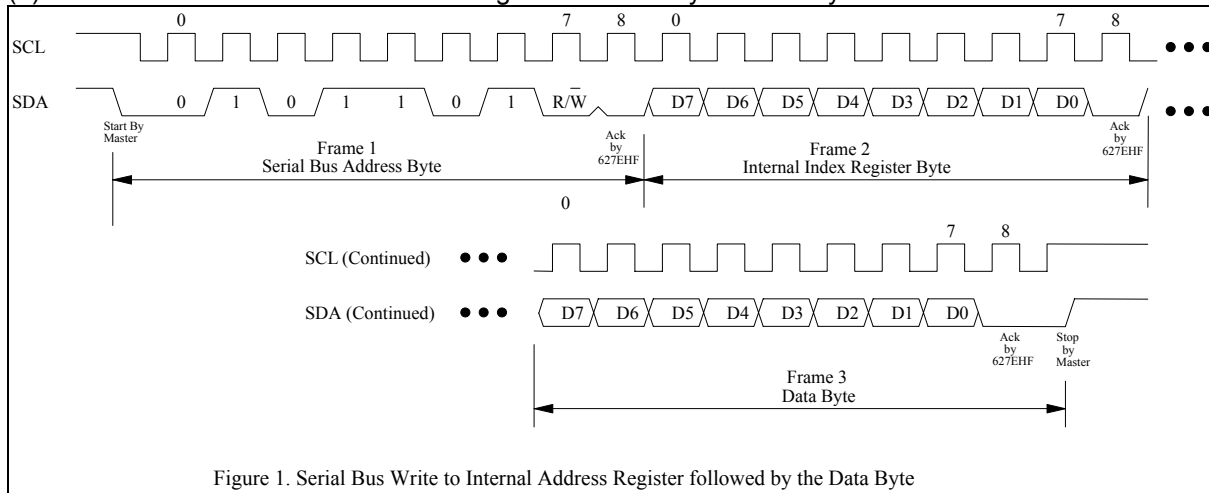 0 7 8 0 7 8
SCL
SDA 0 1 0 1 1 0 1 R/W D7 D6 D5 D4 D3 D2 D1 D0
Start By
Master
Ack
by
627EHF
Ack
by
627EHF
Frame 1
Serial Bus Address Byte
Frame 2
Internal Index Register Byte
0
7 8
SCL (Continued)
SDA (Continued) D7 D6 D5 D4 D3 D2 D1 D0
Ack
by
627EHF
Stop
by
Master
Frame 3
Data Byte
Figure 1. Serial Bus Write to Internal Address Register followed by the Data Byte